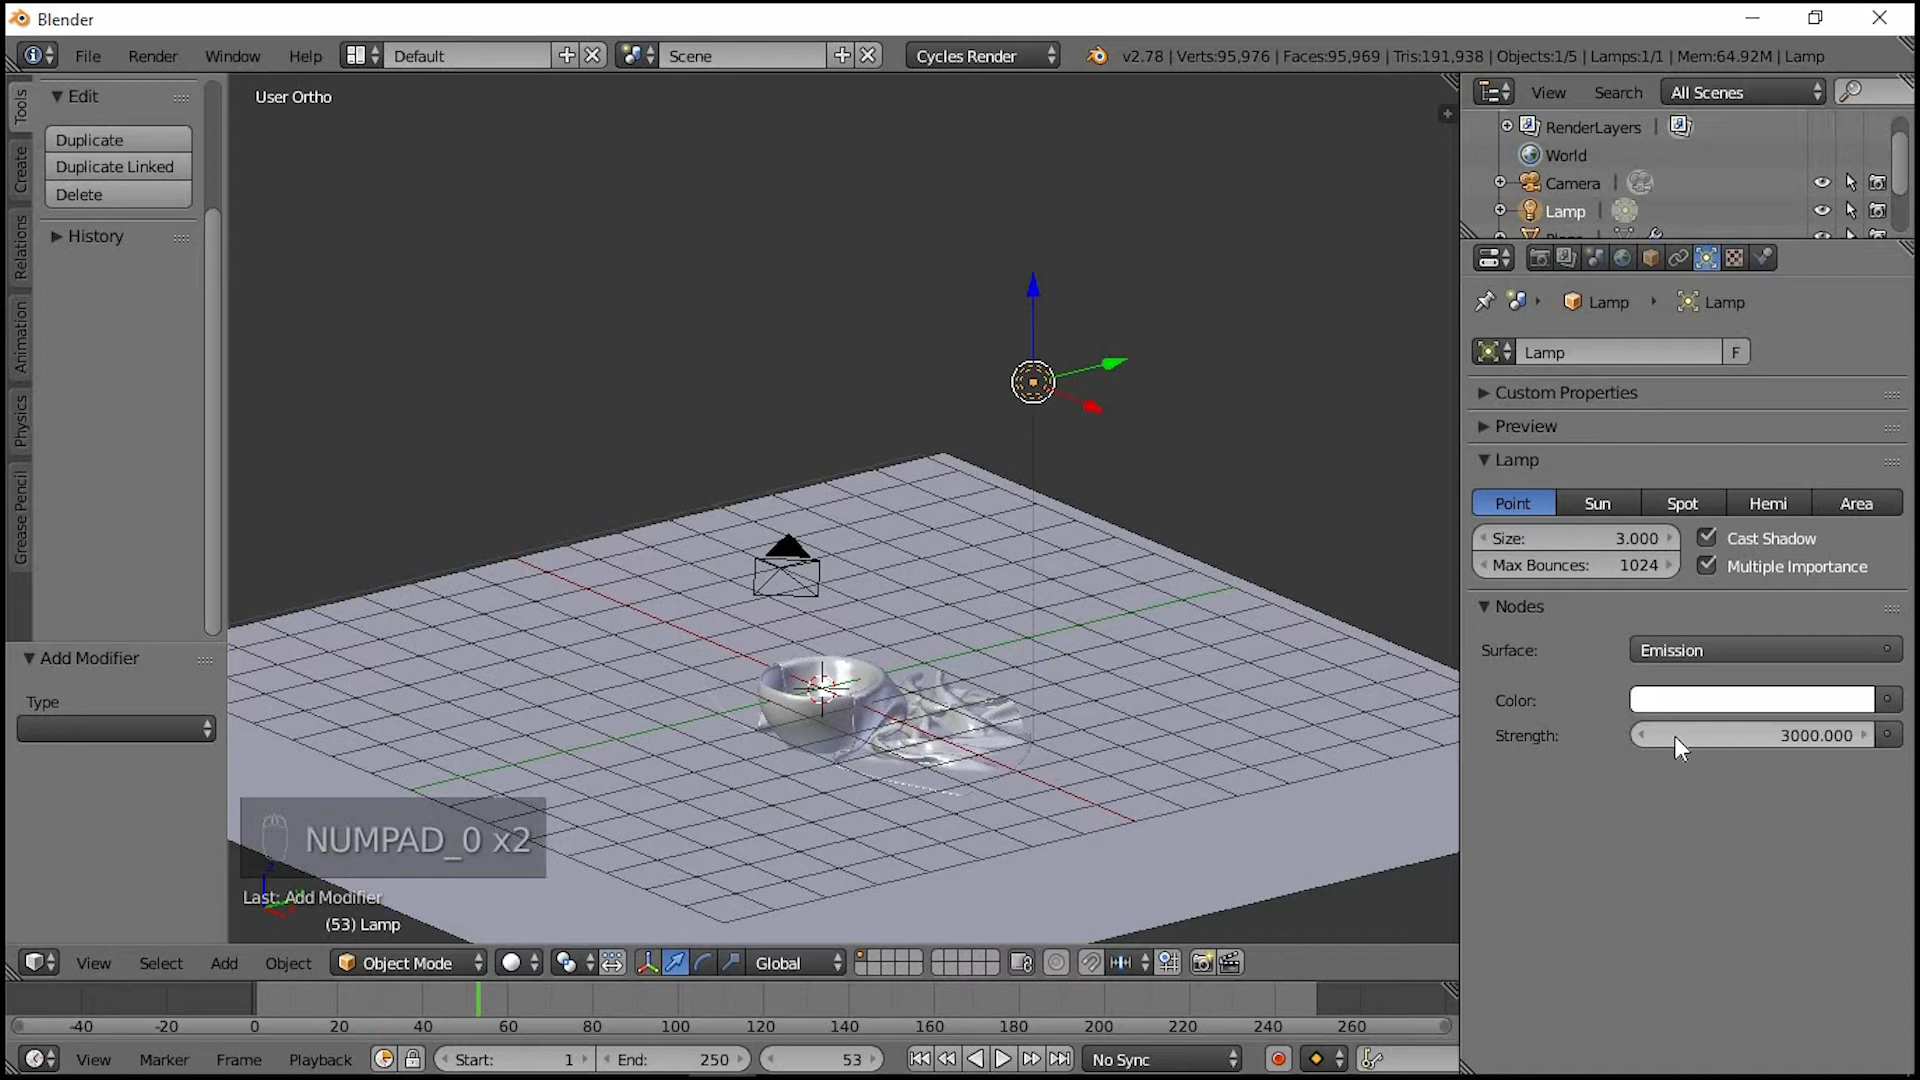 Blender
File Render Window Help Default Scene Cycles Render v2.78 | Verts:95,976 | Faces:95,969 | Tris:191,938 | Objects:1/5 | Lamps:1/1 | Mem:64.92M | Lamp
Tools
Create
Relations
Animation
Physics
Grease Pencil
Edit
Duplicate
Duplicate Linked
Delete
History
Add Modifier
Type
User Ortho
NUMPAD_0 x2
Last: Add Modifier
(53) Lamp
View Select Add Object Object Mode Global
-40 -20 0 20 40 60 80 100 120 140 160 180 200 220 240 260
View Marker Frame Playback Start: 1 End: 250 53 No Sync
View Search All Scenes
RenderLayers |
World
Camera |
Lamp |
Lamp Lamp
Lamp F
Custom Properties
Preview
Lamp
Point Sun Spot Hemi Area
Size: 3.000 Cast Shadow
Max Bounces: 1024 Multiple Importance
Nodes
Surface: Emission
Color:
Strength: 3000.000